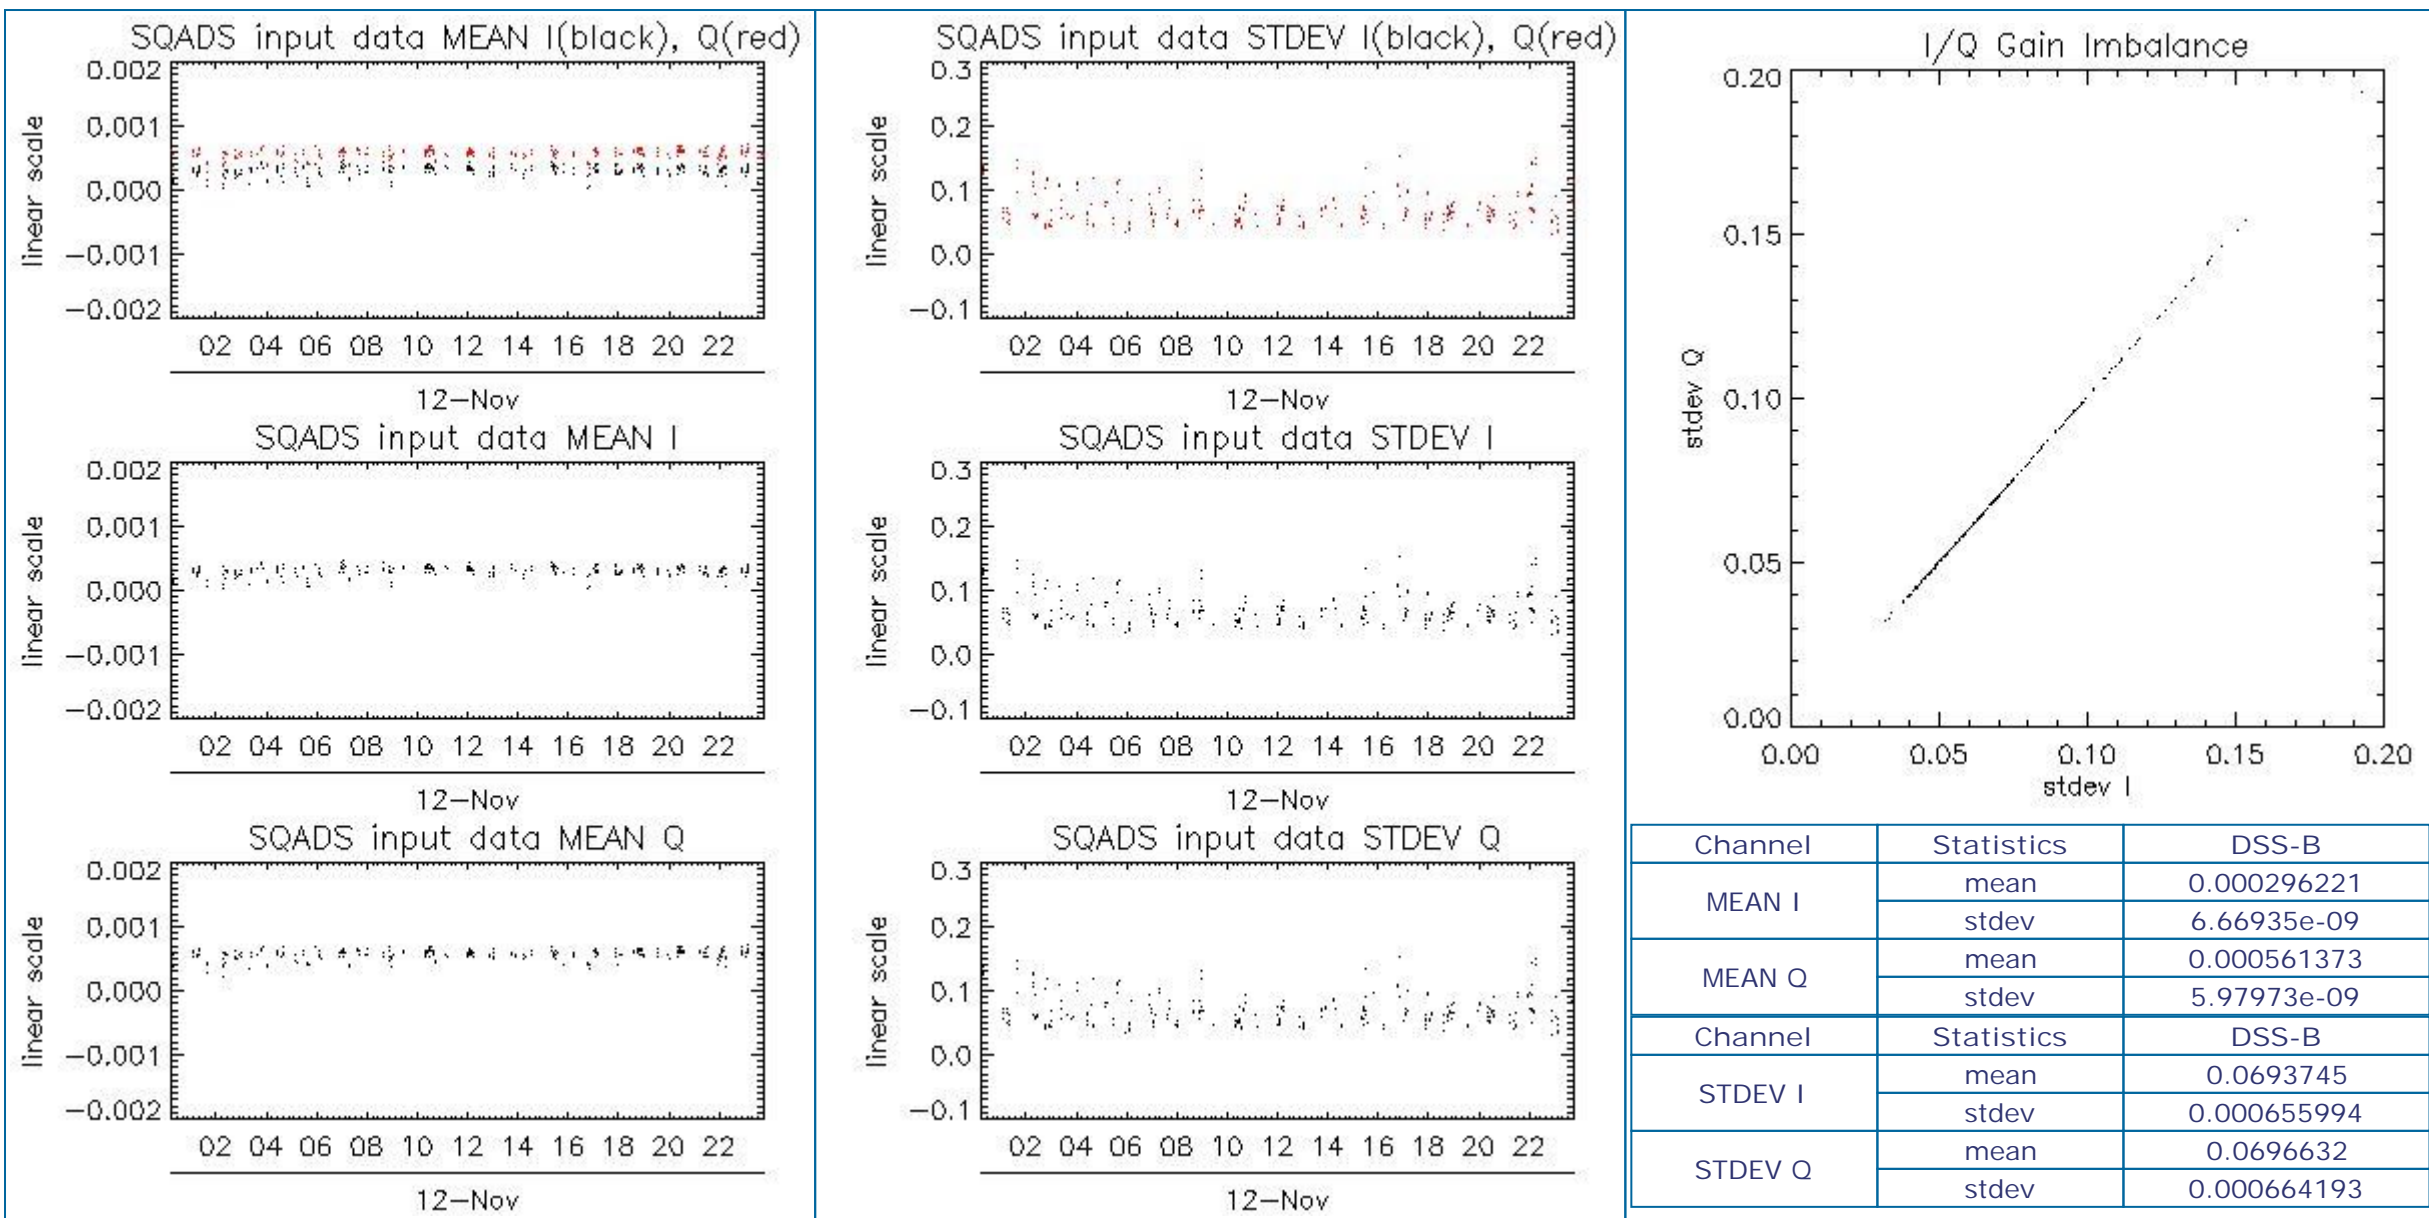 SQADS input data MEAN I(black), Q(red)
0.002
0.001
0.000
-0.001
-0.002
linear scale
02 04 06 08 10 12 14 16 18 20 22
12-Nov
SQADS input data MEAN I
0.002
0.001
0.000
-0.001
-0.002
linear scale
02 04 06 08 10 12 14 16 18 20 22
12-Nov
SQADS input data MEAN Q
0.002
0.001
0.000
-0.001
-0.002
linear scale
02 04 06 08 10 12 14 16 18 20 22
12-Nov
SQADS input data STDEV I(black), Q(red)
0.3
0.2
0.1
0.0
-0.1
linear scale
02 04 06 08 10 12 14 16 18 20 22
12-Nov
SQADS input data STDEV I
0.3
0.2
0.1
0.0
-0.1
linear scale
02 04 06 08 10 12 14 16 18 20 22
12-Nov
SQADS input data STDEV Q
0.3
0.2
0.1
0.0
-0.1
linear scale
02 04 06 08 10 12 14 16 18 20 22
12-Nov
I/Q Gain Imbalance
0.20
0.15
0.10
0.05
0.00
stdev Q
0.00 0.05 0.10 0.15 0.20
stdev I
Channel Statistics DSS-B
MEAN I mean 0.000296221
stdev 6.66935e-09
MEAN Q mean 0.000561373
stdev 5.97973e-09
Channel Statistics DSS-B
STDEV I mean 0.0693745
stdev 0.000655994
STDEV Q mean 0.0696632
stdev 0.000664193